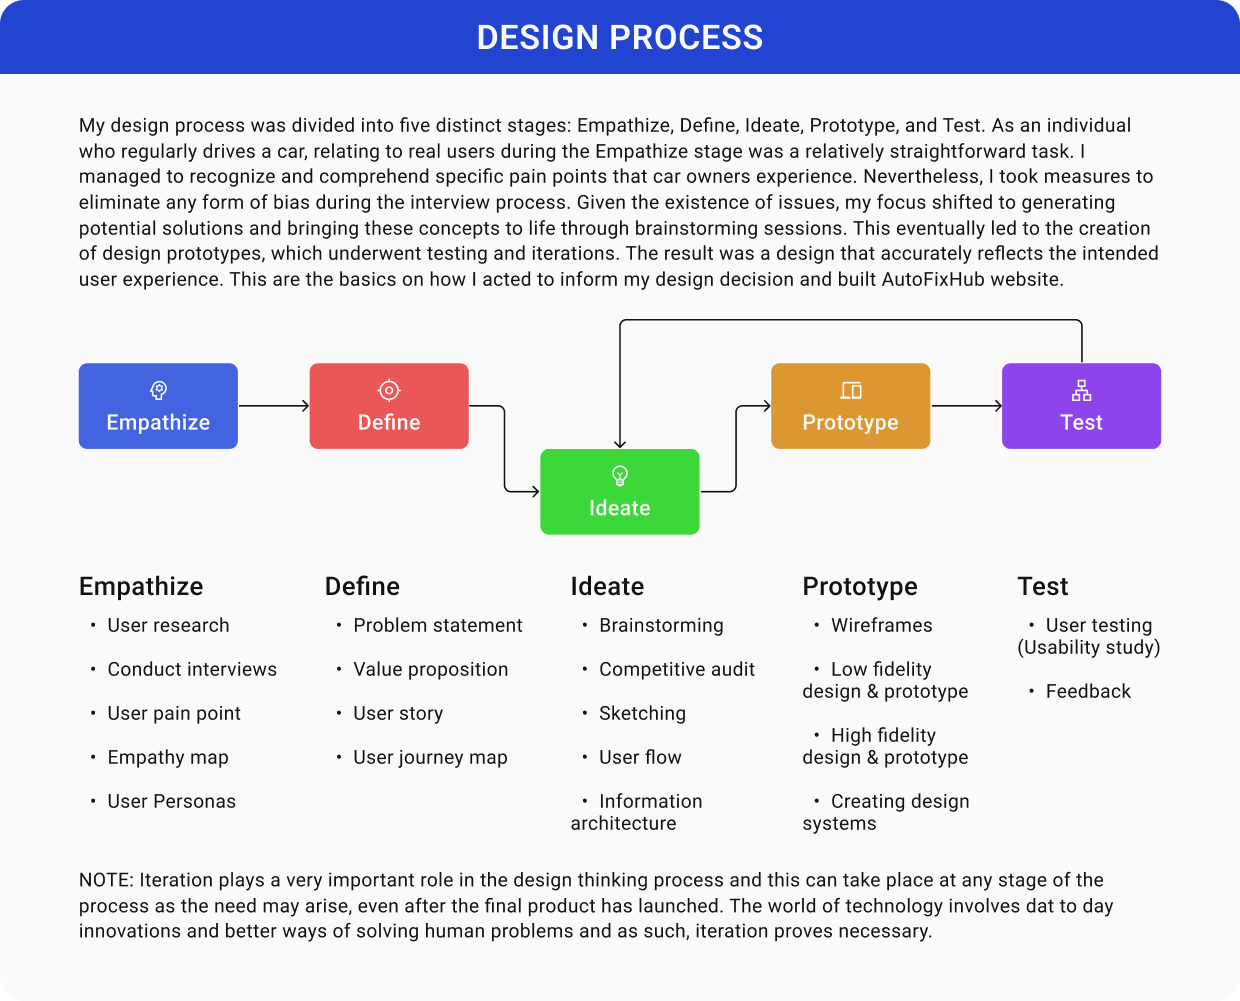 DESIGN PROCESS
My design process was divided into five distinct stages: Empathize, Define, Ideate, Prototype, and Test. As an individual
who regularly drives a car, relating to real users during the Empathize stage was a relatively straightforward task. I
managed to recognize and comprehend specific pain points that car owners experience. Nevertheless, I took measures to
eliminate any form of bias during the interview process. Given the existence of issues, my focus shifted to generating
potential solutions and bringing these concepts to life through brainstorming sessions. This eventually led to the creation
of design prototypes, which underwent testing and iterations. The result was a design that accurately reflects the intended
user experience. This are the basics on how I acted to inform my design decision and built AutoFixHub website.
Empathize
Define
Ideate
Prototype
Test
Empathize
• User research
• Conduct interviews
• User pain point
• Empathy map
• User Personas
Define
• Problem statement
• Value proposition
• User story
• User journey map
Ideate
• Brainstorming
• Competitive audit
• Sketching
• User flow
• Information
architecture
Prototype
• Wireframes
• Low fidelity
design & prototype
• High fidelity
design & prototype
• Creating design
systems
Test
• User testing
(Usability study)
• Feedback
NOTE: Iteration plays a very important role in the design thinking process and this can take place at any stage of the
process as the need may arise, even after the final product has launched. The world of technology involves dat to day
innovations and better ways of solving human problems and as such, iteration proves necessary.